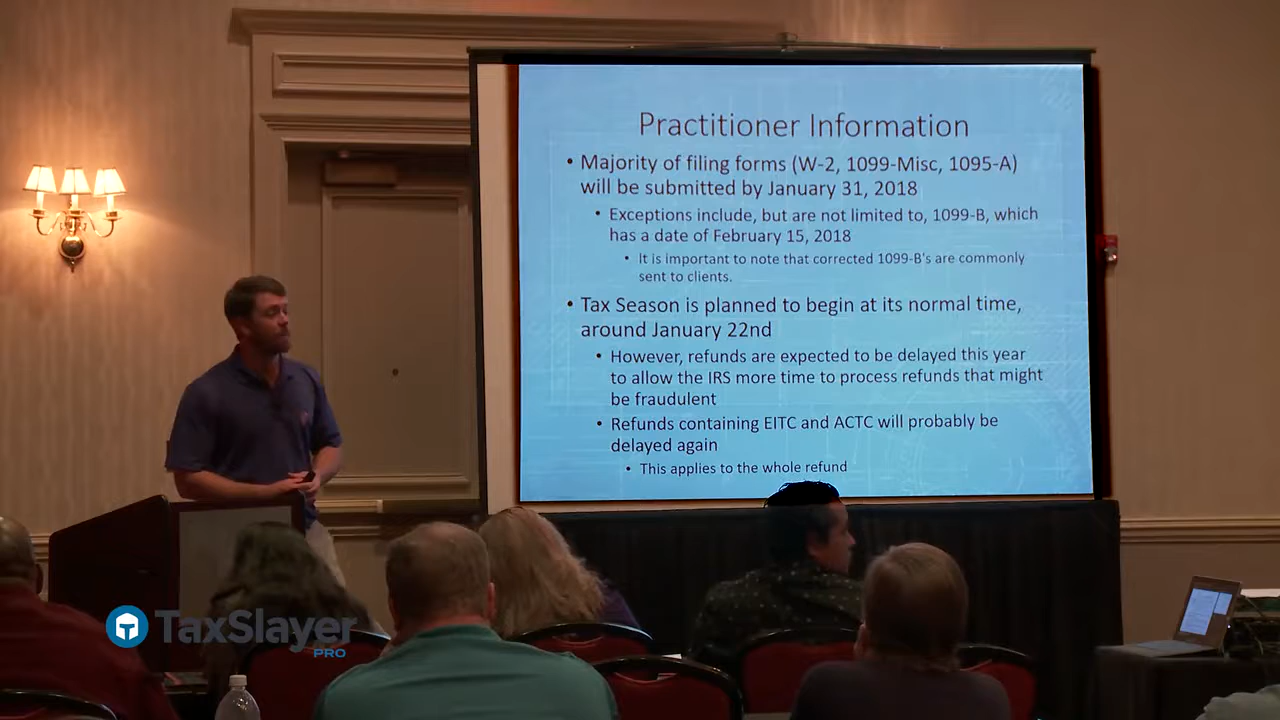 Practitioner Information
• Majority of filing forms (W-2, 1099-Misc, 1095-A)
will be submitted by January 31, 2018
• Exceptions include, but are not limited to, 1099-B, which
has a date of February 15, 2018
• It is important to note that corrected 1099-B's are commonly
sent to clients.
• Tax Season is planned to begin at its normal time,
around January 22nd
• However, refunds are expected to be delayed this year
to allow the IRS more time to process refunds that might
be fraudulent
• Refunds containing EITC and ACTC will probably be
delayed again
• This applies to the whole refund
TaxSlayer
PRO